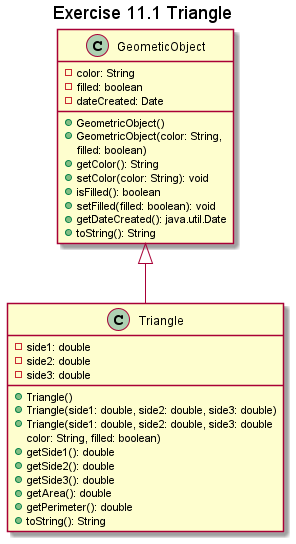 Exercise 11.1 Triangle
C GeometicObject
color: String
filled: boolean
dateCreated: Date
GeometricObject()
GeometricObject(color: String,
filled: boolean)
getColor(): String
setColor(color: String): void
isFilled(): boolean
setFilled(filled: boolean): void
getDateCreated(): java.util.Date
toString(): String
C Triangle
side1: double
side2: double
side3: double
Triangle()
Triangle(side1: double, side2: double, side3: double)
Triangle(side1: double, side2: double, side3: double
color: String, filled: boolean)
getSide1(): double
getSide2(): double
getSide3(): double
getArea(): double
getPerimeter(): double
toString(): String